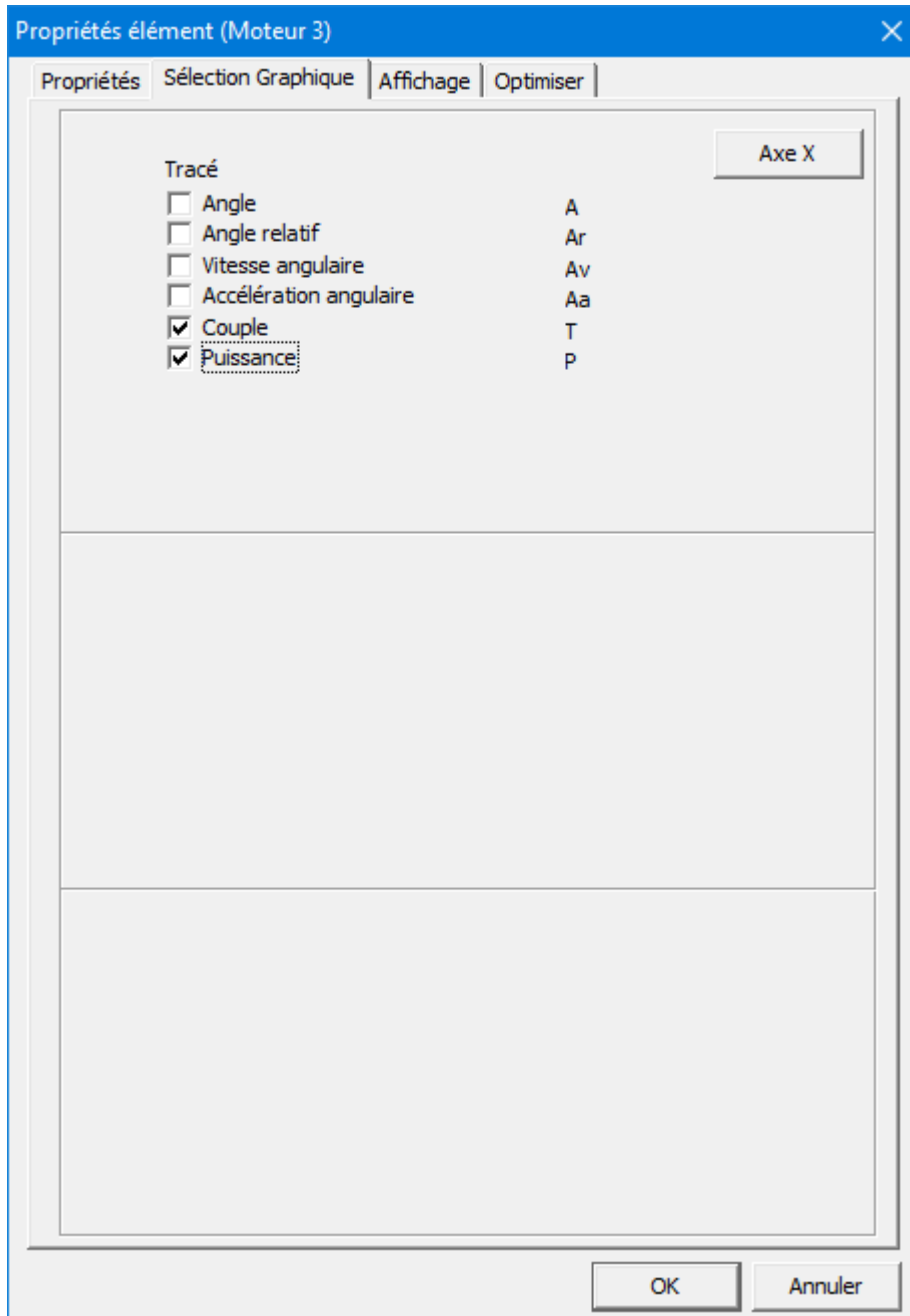 Propriétés élément (Moteur 3)
Propriétés Sélection Graphique Affichage Optimiser
Axe X
Tracé
Angle A
Angle relatif Ar
Vitesse angulaire Av
Accélération angulaire Aa
Couple T
Puissance P
OK Annuler